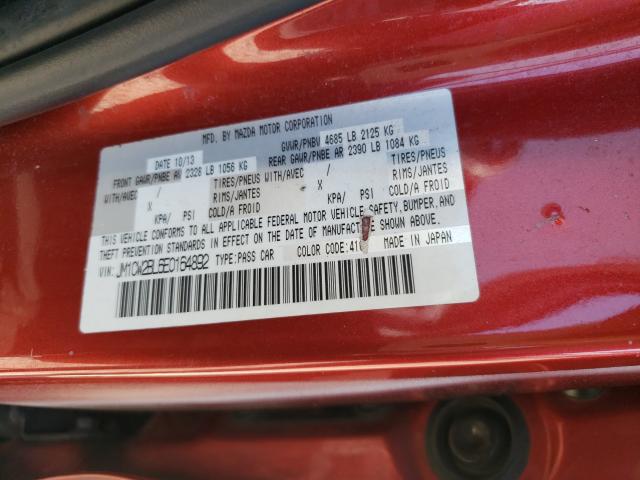 MFD. BY MAZDA MOTOR CORPORATION
DATE 10/13 GVWR/PNBV 4685 LB 2125 KG
FRONT GAWR/PNBE AV 2328 LB 1056 KG REAR GAWR/PNBE AR 2390 LB 1084 KG
WITH/AVEC / TIRES/PNEUS WITH/AVEC / TIRES/PNEUS
X RIMS/JANTES X RIMS/JANTES
KPA/ PSI COLD/A FROID KPA/ PSI COLD/A FROID
THIS VEHICLE CONFORMS TO ALL APPLICABLE FEDERAL MOTOR VEHICLE SAFETY, BUMPER, AND
THEFT PREVENTION STANDARDS IN EFFECT ON THE DATE OF MANUFACTURE SHOWN ABOVE.
VIN: JM1CW2BL5E0164892 TYPE:PASS CAR COLOR CODE: MADE IN JAPAN